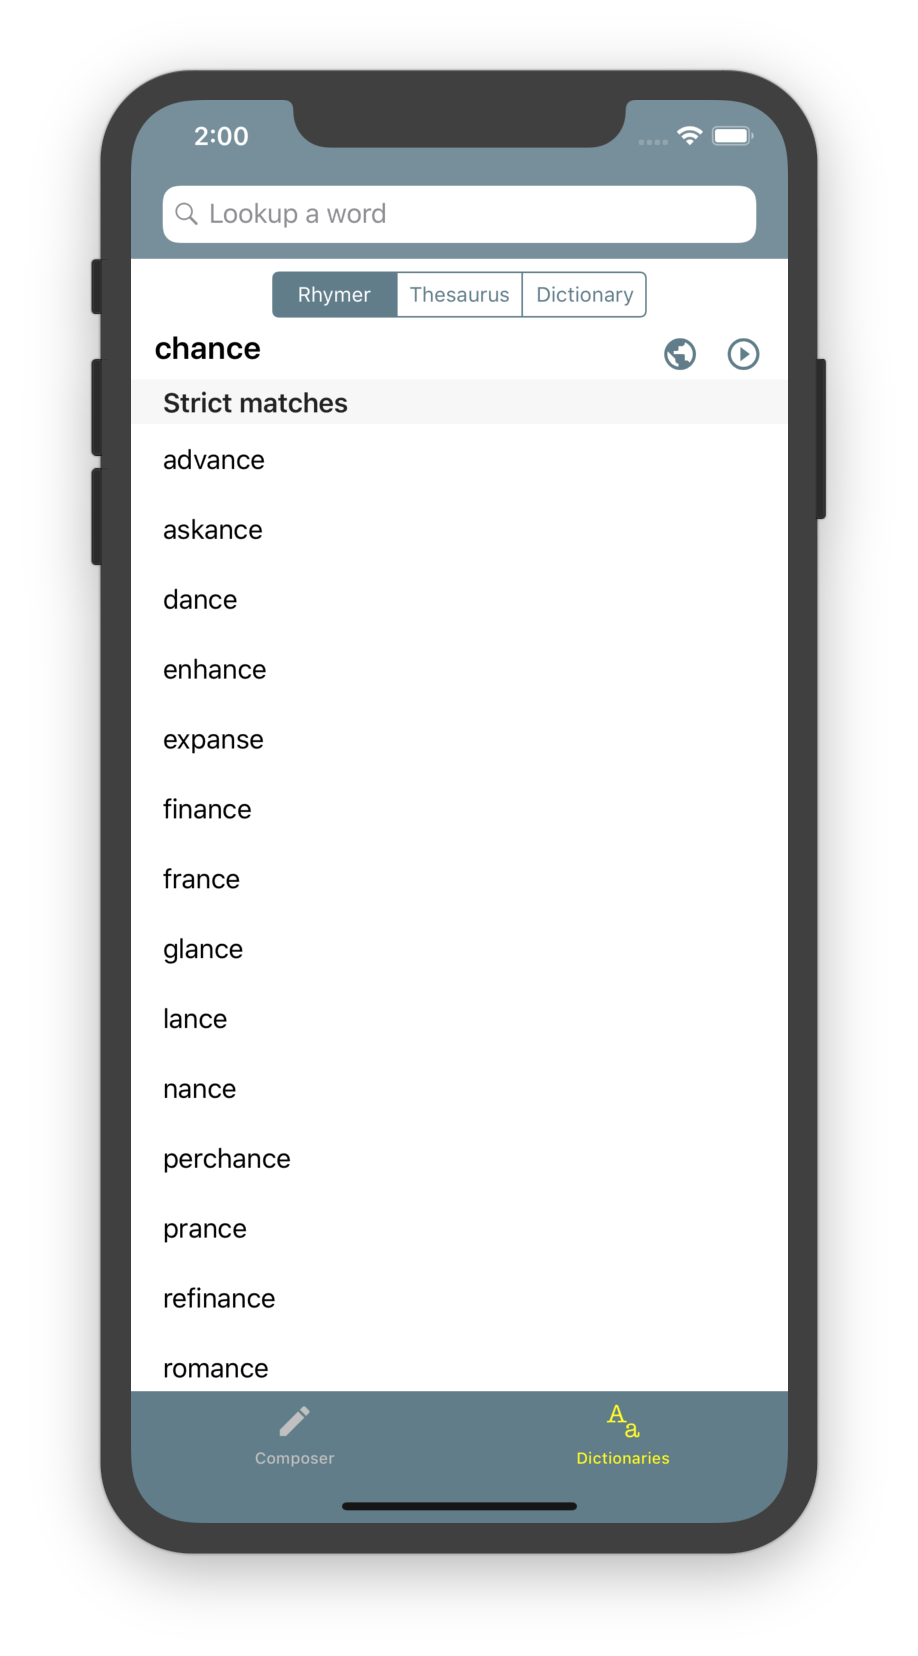 2:00
Lookup a word
Rhymer Thesaurus Dictionary
chance
Strict matches
advance
askance
dance
enhance
expanse
finance
france
glance
lance
nance
perchance
prance
refinance
romance
Aa
Composer Dictionaries